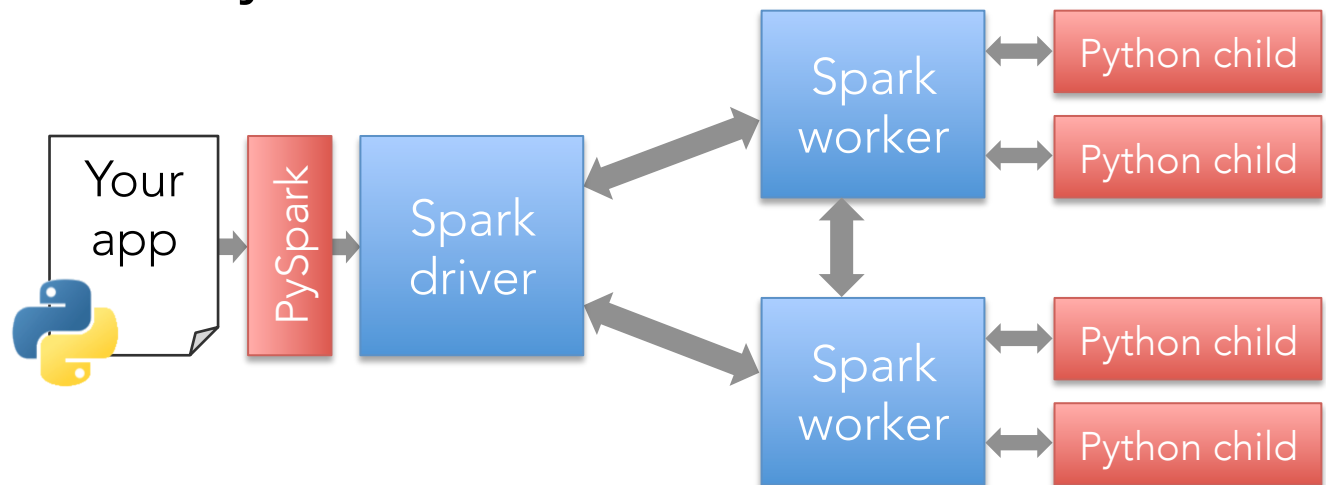 Your
app
PySpark
Spark
driver
Spark
worker
Python child
Python child
Spark
worker
Python child
Python child